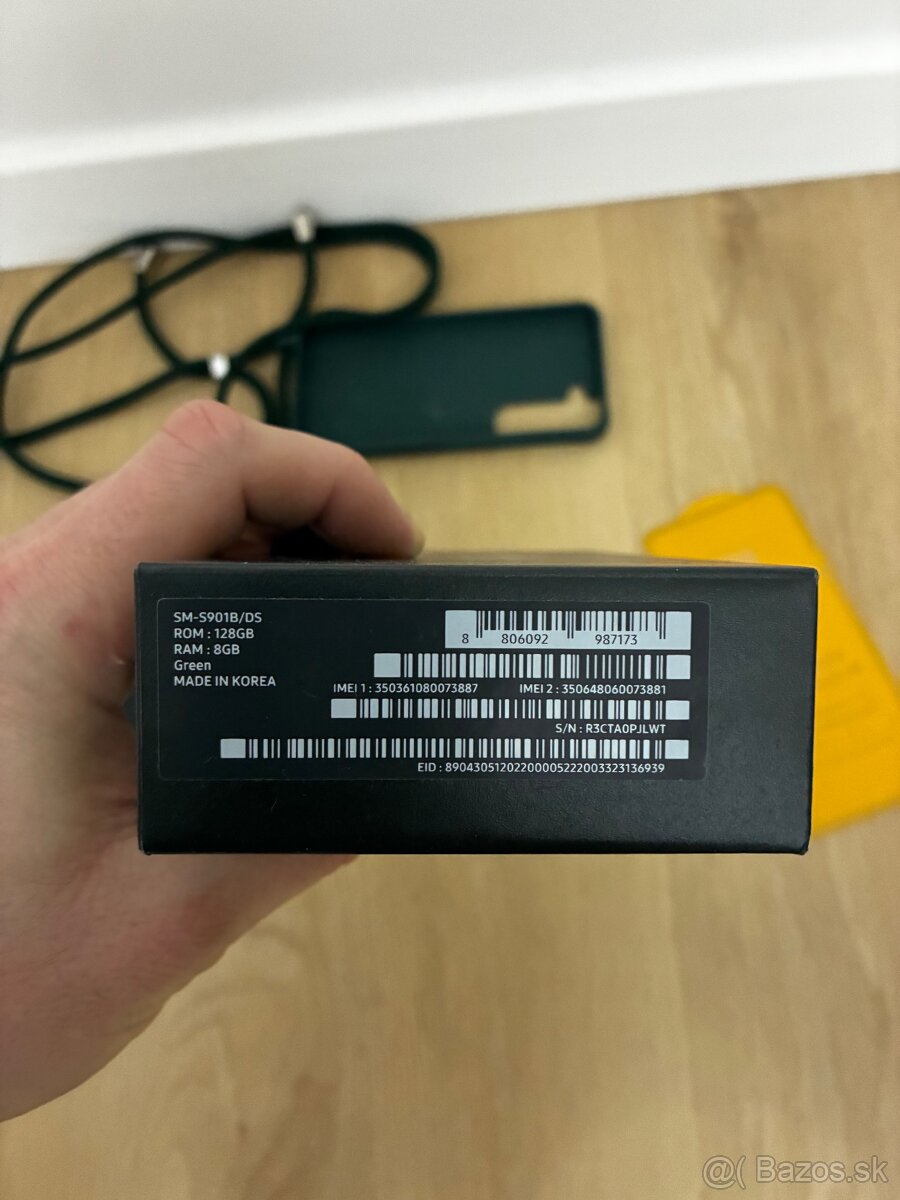 SM-S901B/DS
ROM : 128GB
RAM : 8GB
Green
MADE IN KOREA
8 806092 987173
IMEI 1 : 350361080073887 IMEI 2 : 350648060073881
S/N : R3CTA0PJLWT
EID : 89043051202200005222003323136939
@( Bazos.sk